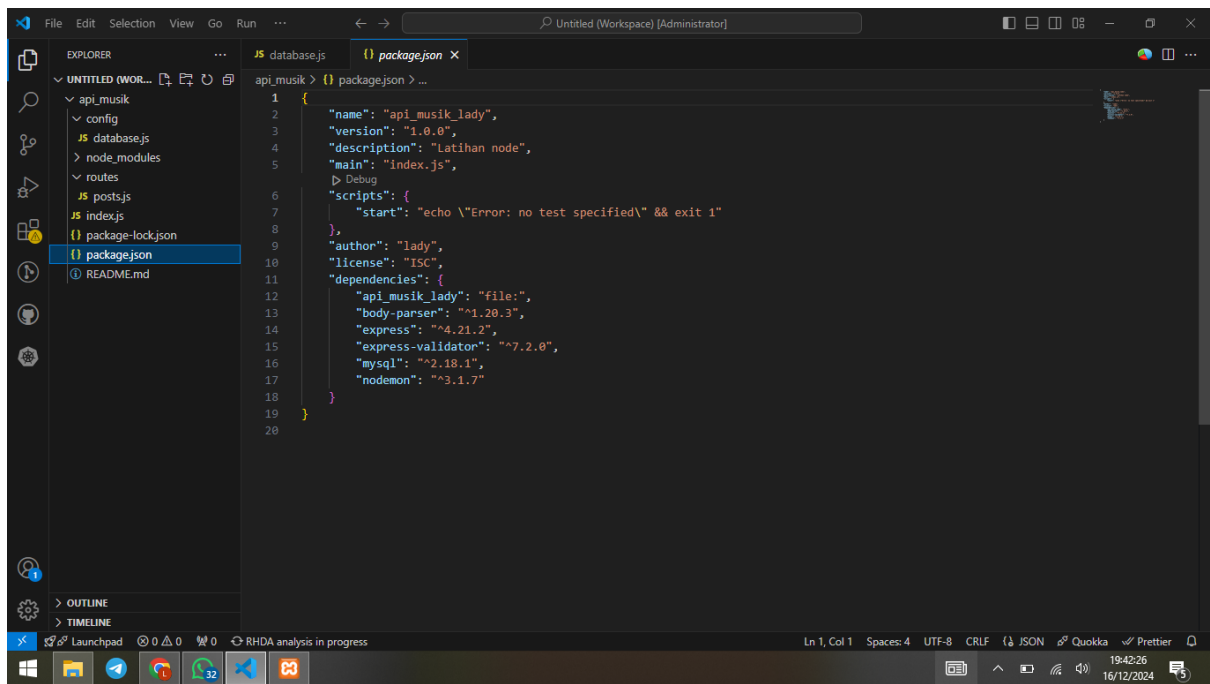 File Edit Selection View Go Run ··· ← → Untitled (Workspace) [Administrator]
EXPLORER ···
UNTITLED (WOR...
api_musik
config
JS database.js
node_modules
routes
JS posts.js
JS index.js
{} package-lock.json
{} package.json
README.md
OUTLINE
TIMELINE
JS database.js {} package.json ×
api_musik > {} package.json > ...
1 {
2 "name": "api_musik_lady",
3 "version": "1.0.0",
4 "description": "Latihan node",
5 "main": "index.js",
Debug
6 "scripts": {
7 "start": "echo \"Error: no test specified\" && exit 1"
8 },
9 "author": "lady",
10 "license": "ISC",
11 "dependencies": {
12 "api_musik_lady": "file:",
13 "body-parser": "^1.20.3",
14 "express": "^4.21.2",
15 "express-validator": "^7.2.0",
16 "mysql": "^2.18.1",
17 "nodemon": "^3.1.7"
18 }
19 }
20
1
Launchpad 0 0 0 RHDA analysis in progress Ln 1, Col 1 Spaces: 4 UTF-8 CRLF JSON Quokka Prettier
32
19:42:26
16/12/2024
5